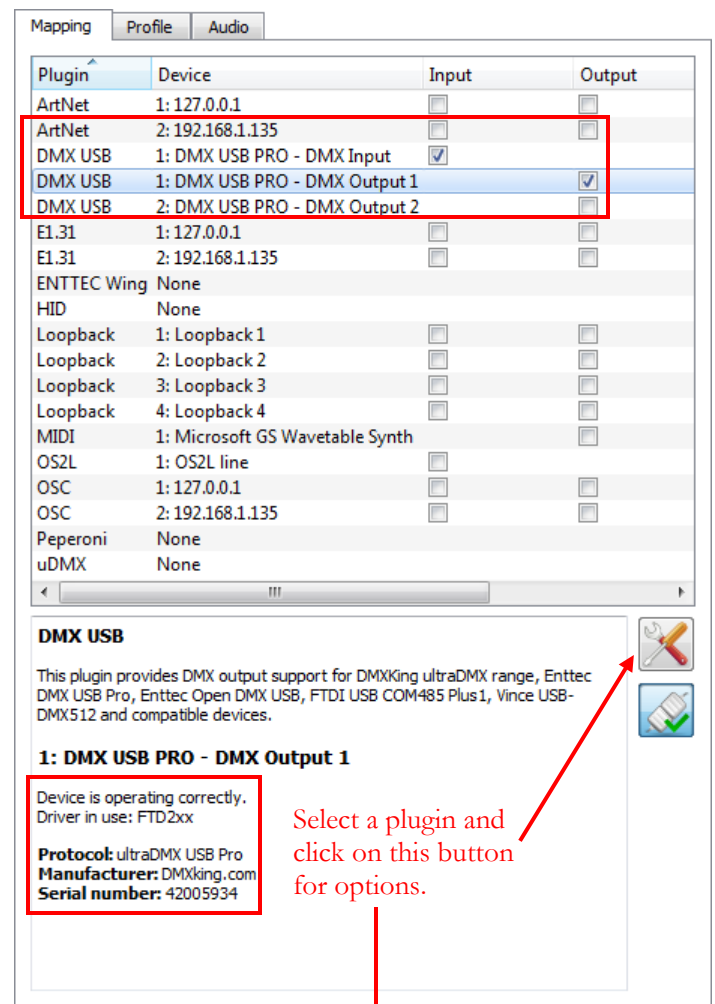 Mapping Profile Audio
Plugin Device Input Output
ArtNet 1: 127.0.0.1
ArtNet 2: 192.168.1.135
DMX USB 1: DMX USB PRO - DMX Input
DMX USB 1: DMX USB PRO - DMX Output 1
DMX USB 2: DMX USB PRO - DMX Output 2
E1.31 1: 127.0.0.1
E1.31 2: 192.168.1.135
ENTTEC Wing None
HID None
Loopback 1: Loopback 1
Loopback 2: Loopback 2
Loopback 3: Loopback 3
Loopback 4: Loopback 4
MIDI 1: Microsoft GS Wavetable Synth
OS2L 1: OS2L line
OSC 1: 127.0.0.1
OSC 2: 192.168.1.135
Peperoni None
uDMX None
DMX USB
This plugin provides DMX output support for DMXKing ultraDMX range, Enttec
DMX USB Pro, Enttec Open DMX USB, FTDI USB COM485 Plus1, Vince USB-
DMX512 and compatible devices.
1: DMX USB PRO - DMX Output 1
Device is operating correctly.
Driver in use: FTD2xx
Protocol: ultraDMX USB Pro
Manufacturer: DMXking.com
Serial number: 42005934
Select a plugin and
click on this button
for options.